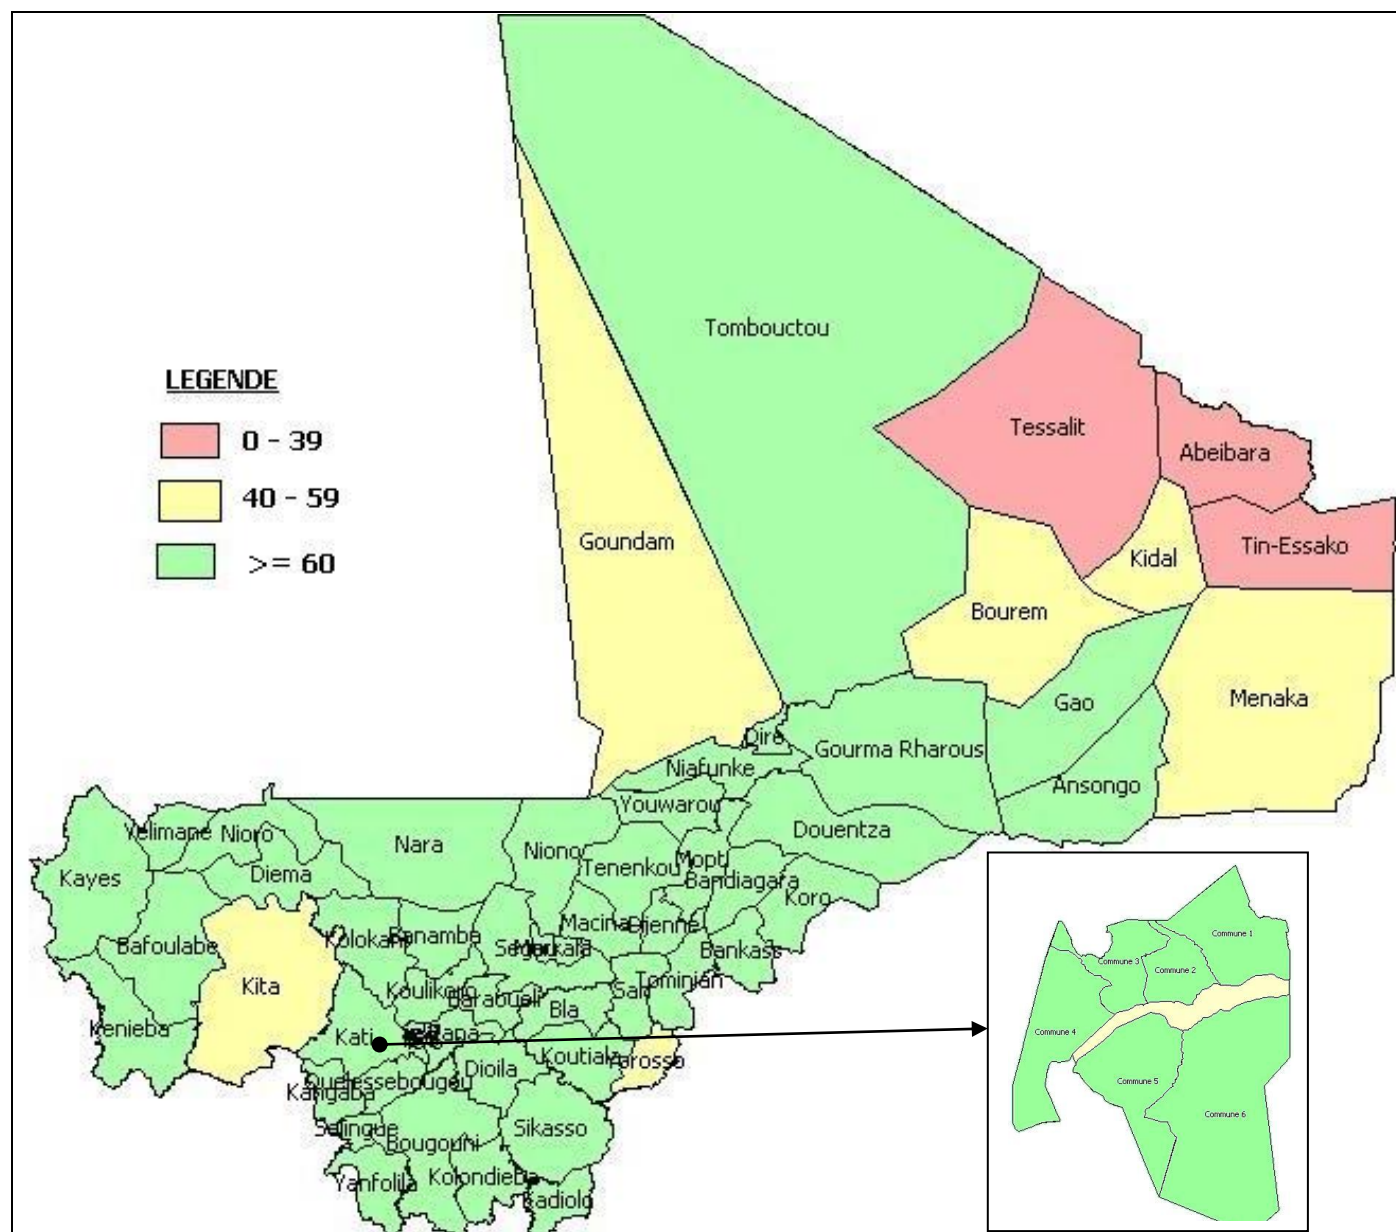 Tombouctou
LEGENDE
0 - 39
40 - 59
>= 60
Tessalit
Abeibara
Goundam
Kidal
Tin-Essako
Bourem
Menaka
Gao
Dire
Gourma Rharous
Niafunke
Ansongo
Youwarou
Yelimane
Nioro
Nara
Niono
Douentza
Tenenkou
Mopti
Kayes
Diema
Bandiagara
Koro
Macina
Djenne
Bafoulabe
Kolokani
Banamba
Segou
Markala
Bankass
Kita
Koulikoro
Barabueli
San
Tominian
Bla
Kenieba
Kati
Fana
Koutiala
Yorosso
Ouelessebougou
Dioila
Kangaba
Selingue
Bougouni
Sikasso
Yanfolila
Kolondieba
Kadiolo
Commune 1
Commune 3
Commune 2
Commune 4
Commune 5
Commune 6